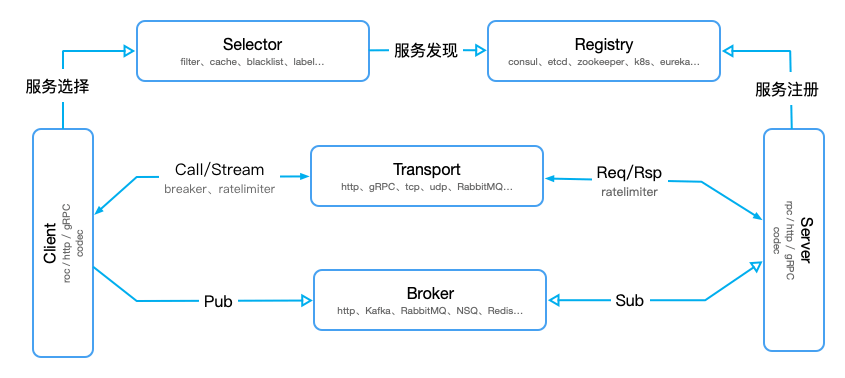 Selector
filter、cache、blacklist、label...
服务发现
Registry
consul、etcd、zookeeper、k8s、eureka...
服务选择
服务注册
Call/Stream
breaker、ratelimiter
Transport
http、gRPC、tcp、udp、RabbitMQ...
Req/Rsp
ratelimiter
Client
roc / http / gRPC
codec
Server
rpc / http / gRPC
codec
Pub
Broker
http、Kafka、RabbitMQ、NSQ、Redis...
Sub